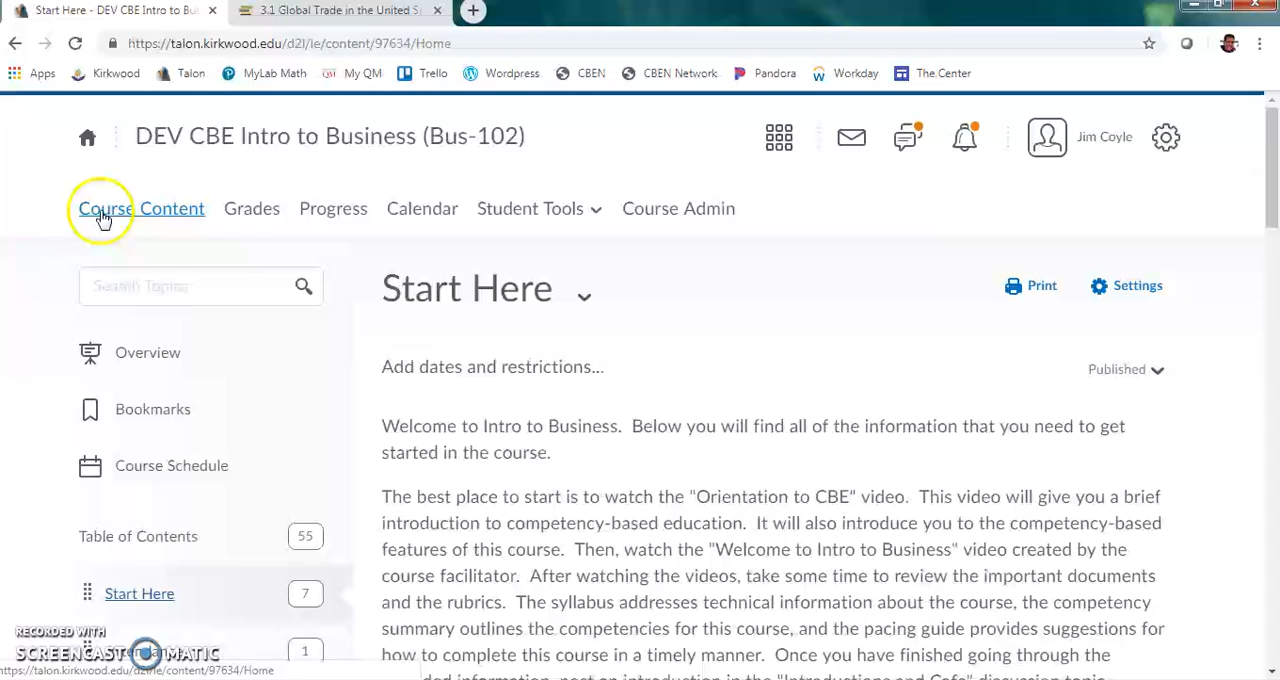 Start Here - DEV CBE Intro to Bu
3.1 Global Trade in the United S
https://talon.kirkwood.edu/d2l/le/content/97634/Home
Apps Kirkwood Talon MyLab Math My QM Trello Wordpress CBEN CBEN Network Pandora Workday The Center
DEV CBE Intro to Business (Bus-102)
Jim Coyle
Course Content Grades Progress Calendar Student Tools Course Admin
Search Topics
Start Here
Print Settings
Overview
Add dates and restrictions...
Published
Bookmarks
Welcome to Intro to Business. Below you will find all of the information that you need to get
started in the course.
Course Schedule
The best place to start is to watch the "Orientation to CBE" video. This video will give you a brief
introduction to competency-based education. It will also introduce you to the competency-based
Table of Contents 55
features of this course. Then, watch the "Welcome to Intro to Business" video created by the
course facilitator. After watching the videos, take some time to review the important documents
Start Here 7
and the rubrics. The syllabus addresses technical information about the course, the competency
summary outlines the competencies for this course, and the pacing guide provides suggestions for
RECORDED WITH
SCREENCAST MATIC
1
how to complete this course in a timely maner. Once you have finished going through the
https://talon.kirkwood.edu/d2l/le/content/97634/Home